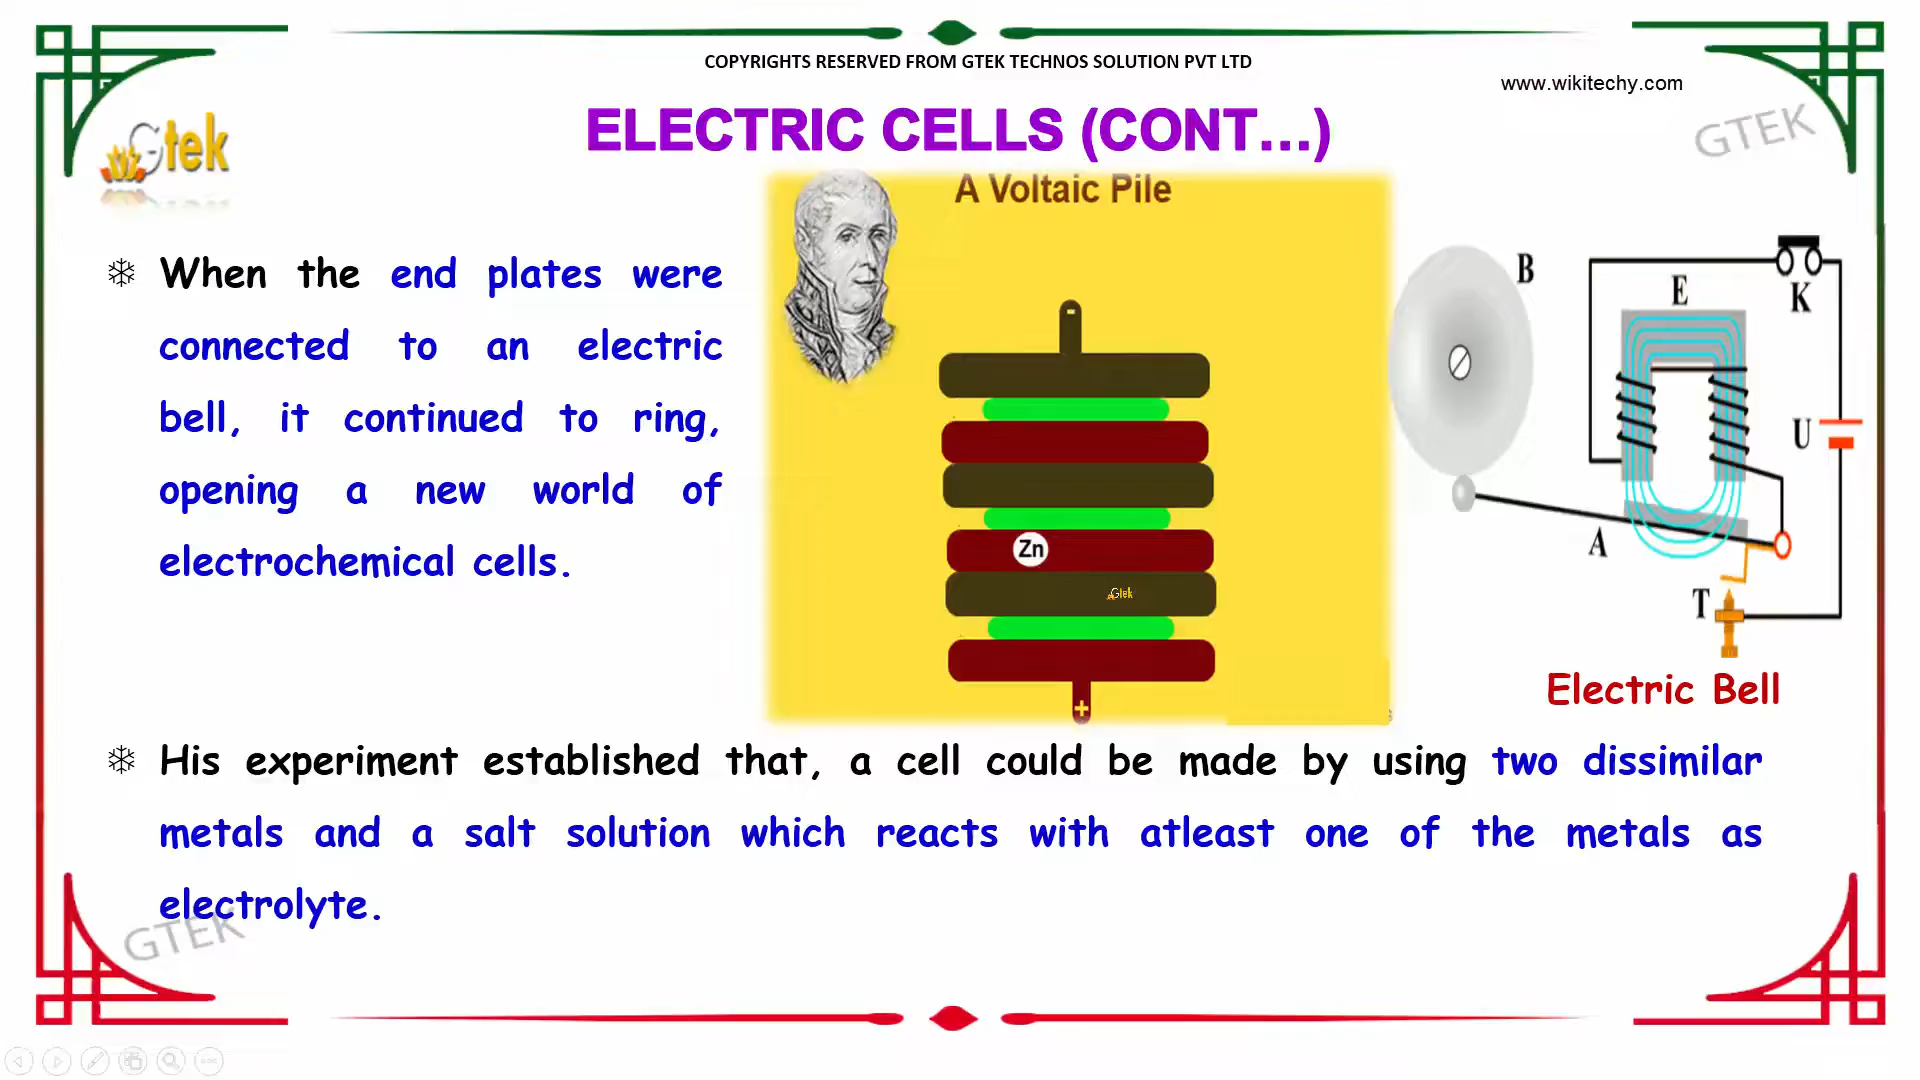 COPYRIGHTS RESERVED FROM GTEK TECHNOS SOLUTION PVT LTD
www.wikitechy.com
GTEK
Gtek
ELECTRIC CELLS (CONT...)
A Voltaic Pile
When the end plates were
connected to an electric
bell, it continued to ring,
opening a new world of
electrochemical cells.
-
Zn
Gtek
+
B
E
K
U
A
T
Electric Bell
His experiment established that, a cell could be made by using two dissimilar
metals and a salt solution which reacts with atleast one of the metals as
electrolyte.
GTEK